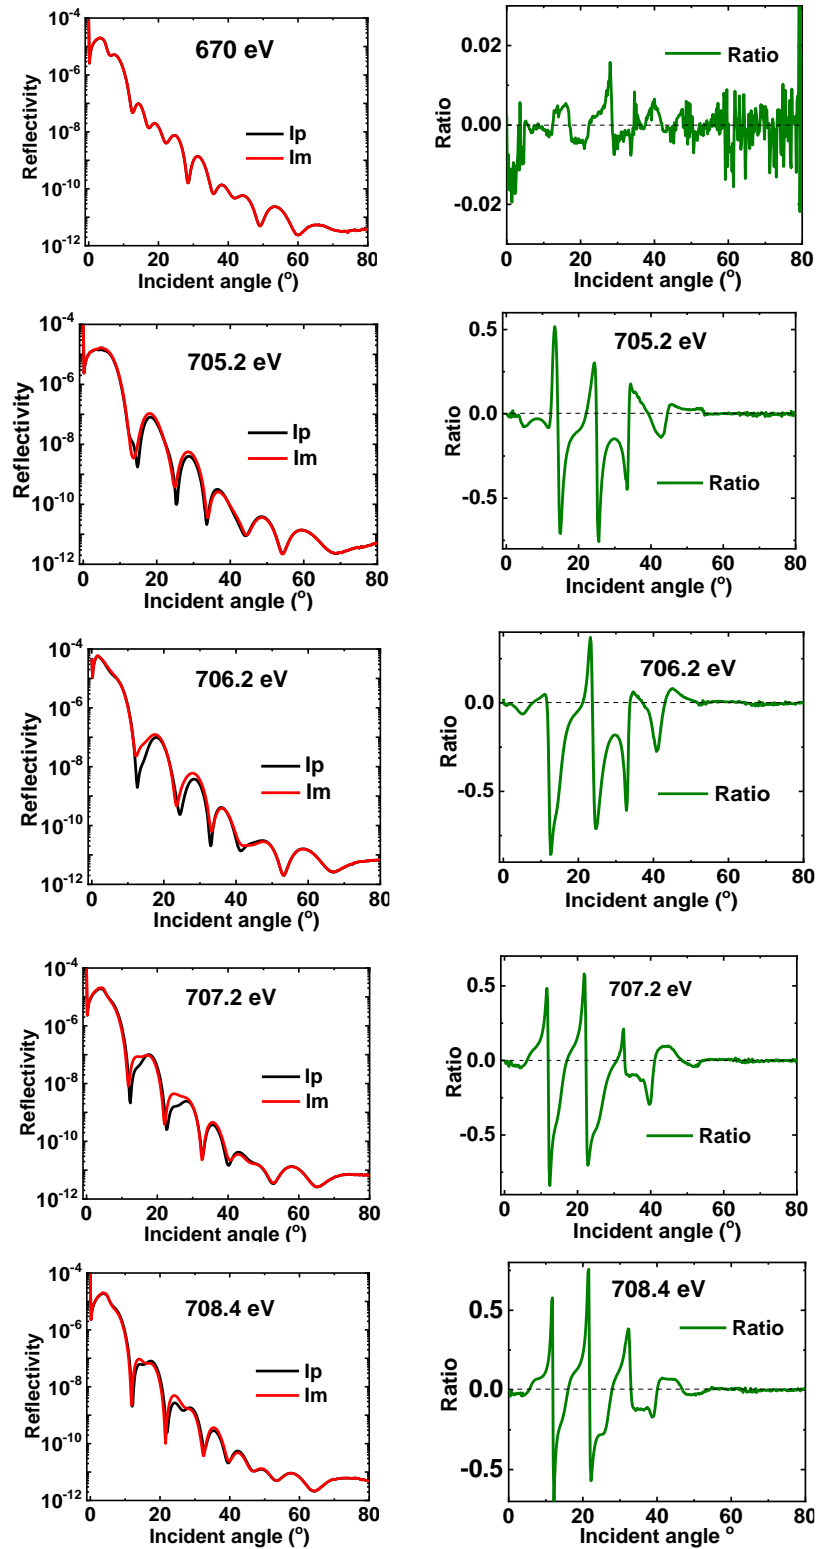 10⁻⁴
10⁻⁶
10⁻⁸
10⁻¹⁰
10⁻¹²
Reflectivity
670 eV
Ip
Im
0 20 40 60 80
Incident angle (°)
0.02
0.00
-0.02
Ratio
Ratio
0 20 40 60 80
Incident angle (°)
10⁻⁴
10⁻⁶
10⁻⁸
10⁻¹⁰
10⁻¹²
Reflectivity
705.2 eV
Ip
Im
0 20 40 60 80
Incident angle (°)
0.5
0.0
-0.5
Ratio
705.2 eV
Ratio
0 20 40 60 80
Incident angle (°)
10⁻⁴
10⁻⁶
10⁻⁸
10⁻¹⁰
10⁻¹²
Reflectivity
706.2 eV
Ip
Im
0 20 40 60 80
Incident angle (°)
0.0
-0.5
Ratio
706.2 eV
Ratio
0 20 40 60 80
Incident angle (°)
10⁻⁴
10⁻⁶
10⁻⁸
10⁻¹⁰
10⁻¹²
Reflectivity
707.2 eV
Ip
Im
0 20 40 60 80
Incident angle (°)
0.5
0.0
-0.5
Ratio
707.2 eV
Ratio
0 20 40 60 80
Incident angle (°)
10⁻⁴
10⁻⁶
10⁻⁸
10⁻¹⁰
10⁻¹²
Reflectivity
708.4 eV
Ip
Im
0 20 40 60 80
Incident angle (°)
0.5
0.0
-0.5
Ratio
708.4 eV
Ratio
0 20 40 60 80
Incident angle °